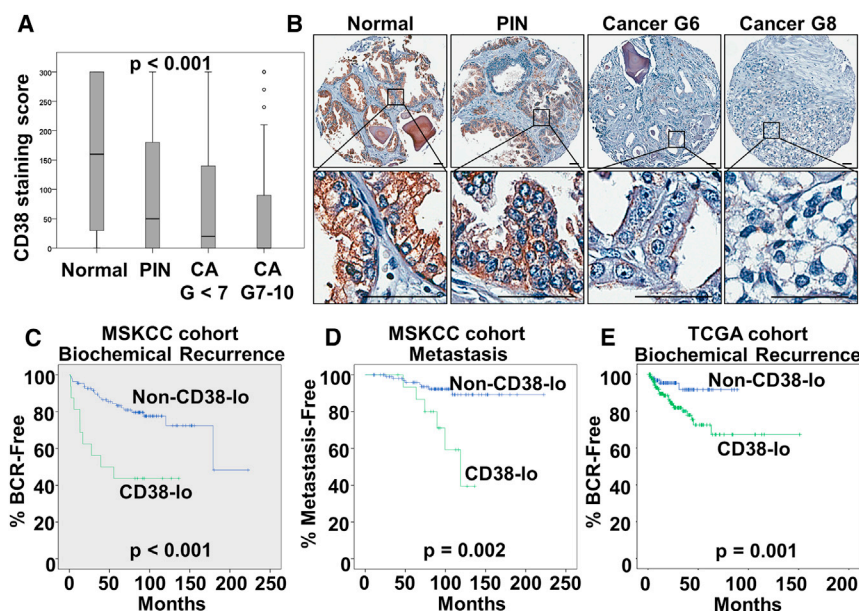 A
p < 0.001
CD38 staining score
300
250
200
150
100
50
0
Normal
PIN
CA
G < 7
CA
G7-10
B
Normal
PIN
Cancer G6
Cancer G8
C
MSKCC cohort
Biochemical Recurrence
% BCR-Free
100
80
60
40
20
0
Non-CD38-lo
CD38-lo
p < 0.001
0 50 100 150 200 250
Months
D
MSKCC cohort
Metastasis
% Metastasis-Free
100
80
60
40
20
0
Non-CD38-lo
CD38-lo
p = 0.002
0 50 100 150 200 250
Months
E
TCGA cohort
Biochemical Recurrence
% BCR-Free
100
80
60
40
20
0
Non-CD38-lo
CD38-lo
p = 0.001
0 50 100 150 200
Months